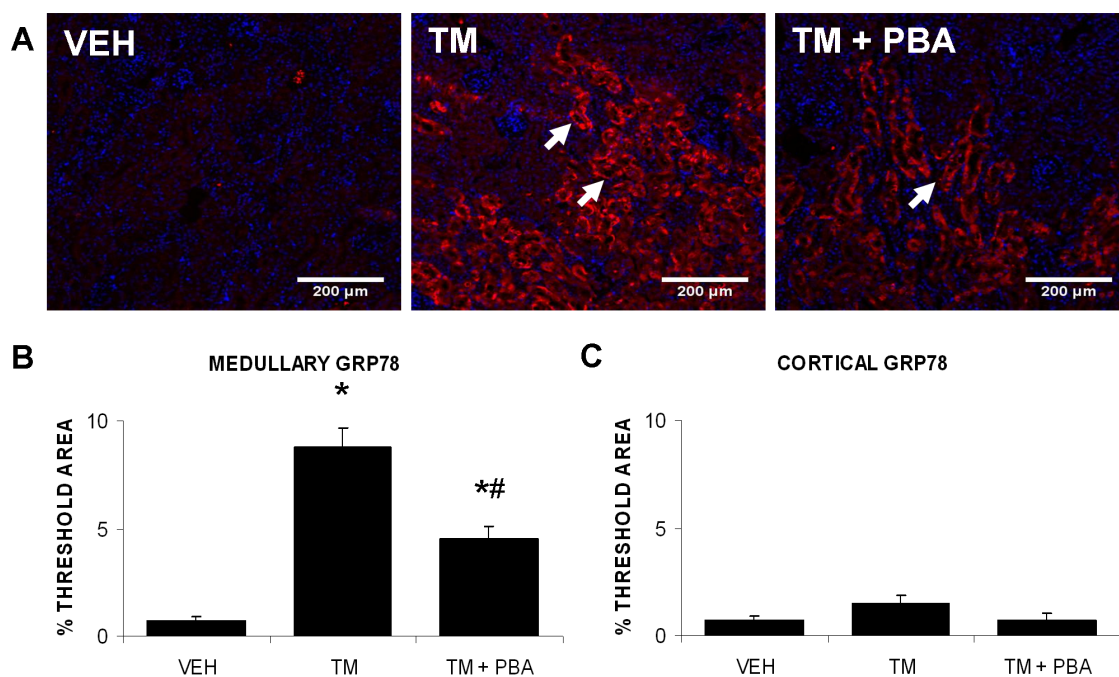 A
VEH
TM
TM + PBA
200 µm
200 µm
200 µm
B
MEDULLARY GRP78
% THRESHOLD AREA
10
5
0
*
*#
VEH
TM
TM + PBA
C
CORTICAL GRP78
% THRESHOLD AREA
10
5
0
VEH
TM
TM + PBA